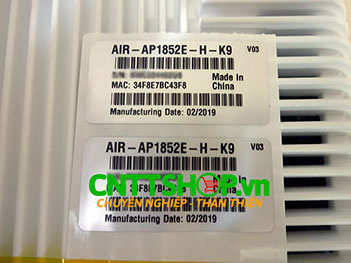 AIR-AP1852E-H-K9 V03
Made in
MAC: 34F8E7BC43F8 China
Manufacturing Date: 02/2019
AIR-AP1852E-H-K9 V03
CNTTSHOP.vn
CHUYÊN NGHIỆP - THÂN THIỆN
Manufacturing Date: 02/2019